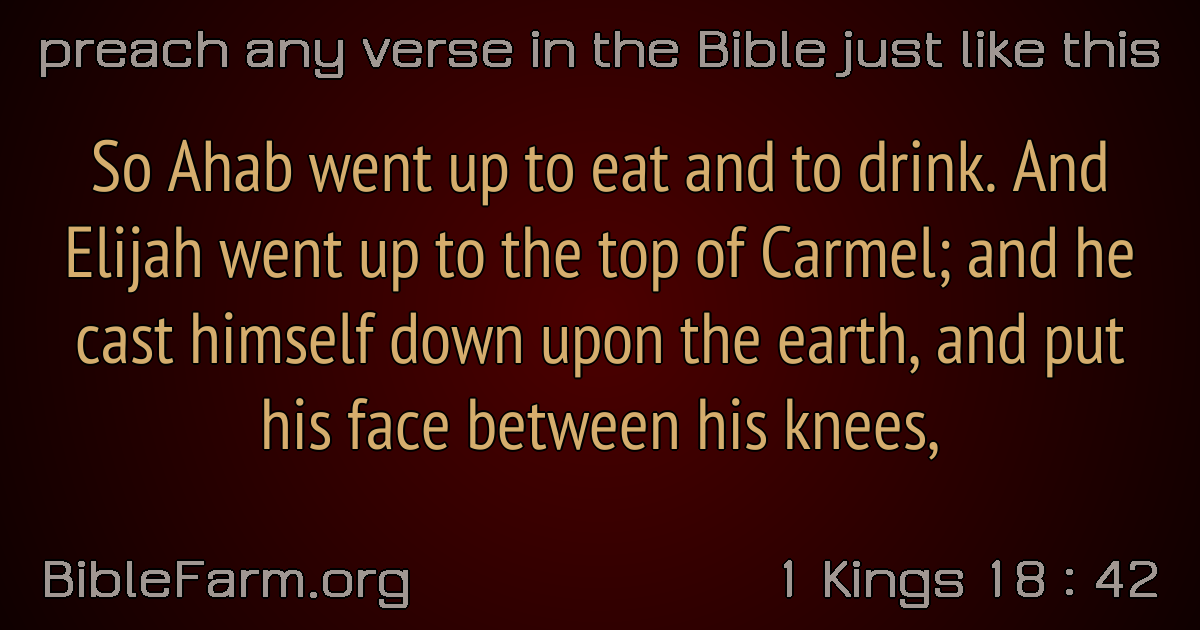 preach any verse in the Bible just like this
So Ahab went up to eat and to drink. And
Elijah went up to the top of Carmel; and he
cast himself down upon the earth, and put
his face between his knees,
BibleFarm.org
1 Kings 18 : 42